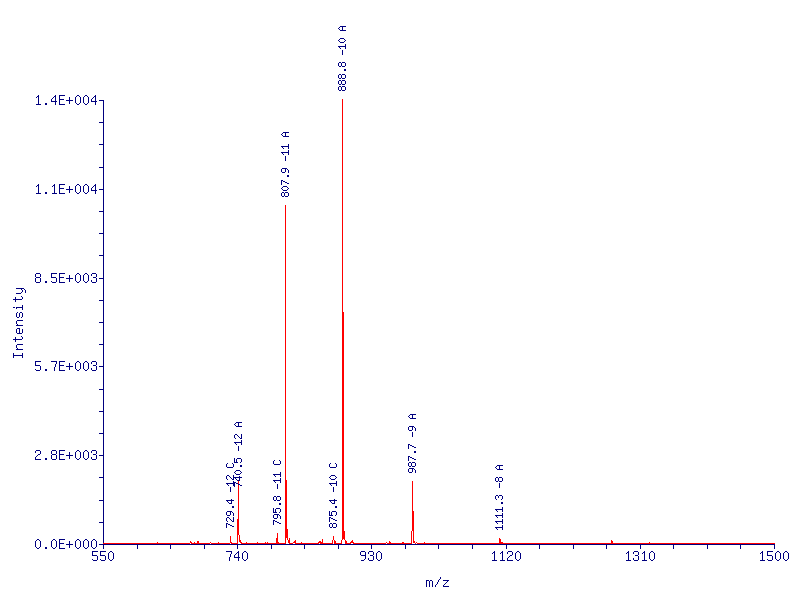 888.8 -10 A
1.4E+004
807.9 -11 A
1.1E+004
8.5E+003
Intensity
5.7E+003
987.7 -9 A
740.5 -12 A
2.8E+003
729.4 -12 C
795.8 -11 C
875.4 -10 C
1111.3 -8 A
0.0E+000
550 740 930 1120 1310 1500
m/z